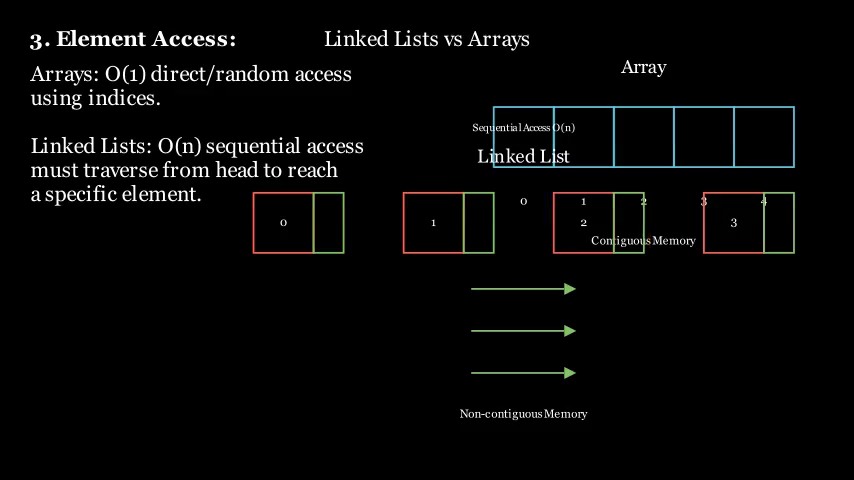 3. Element Access:
Linked Lists vs Arrays
Arrays: O(1) direct/random access
using indices.
Linked Lists: O(n) sequential access
must traverse from head to reach
a specific element.
Array
Sequential Access O(n)
Linked List
0 1 2 3 4
0 1 2 3
Contiguous Memory
Non-contiguous Memory